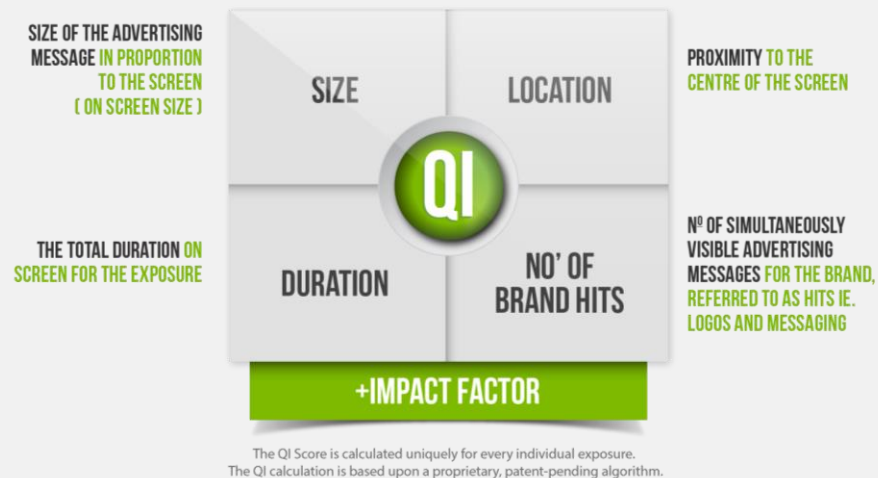 SIZE OF THE ADVERTISING
MESSAGE IN PROPORTION
TO THE SCREEN
( ON SCREEN SIZE )
SIZE
LOCATION
PROXIMITY TO THE
CENTRE OF THE SCREEN
QI
THE TOTAL DURATION ON
SCREEN FOR THE EXPOSURE
DURATION
NO' OF
BRAND HITS
Nº OF SIMULTANEOUSLY
VISIBLE ADVERTISING
MESSAGES FOR THE BRAND,
REFERRED TO AS HITS IE.
LOGOS AND MESSAGING
+IMPACT FACTOR
The QI Score is calculated uniquely for every individual exposure.
The QI calculation is based upon a proprietary, patent-pending algorithm.